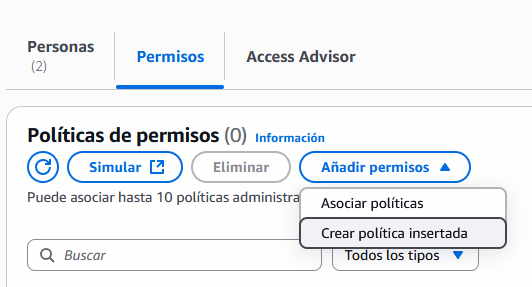 Personas
(2)
Permisos
Access Advisor
Políticas de permisos (0) Información
Simular
Eliminar
Añadir permisos
Puede asociar hasta 10 políticas
Asociar políticas
Crear política insertada
Buscar
Todos los tipos